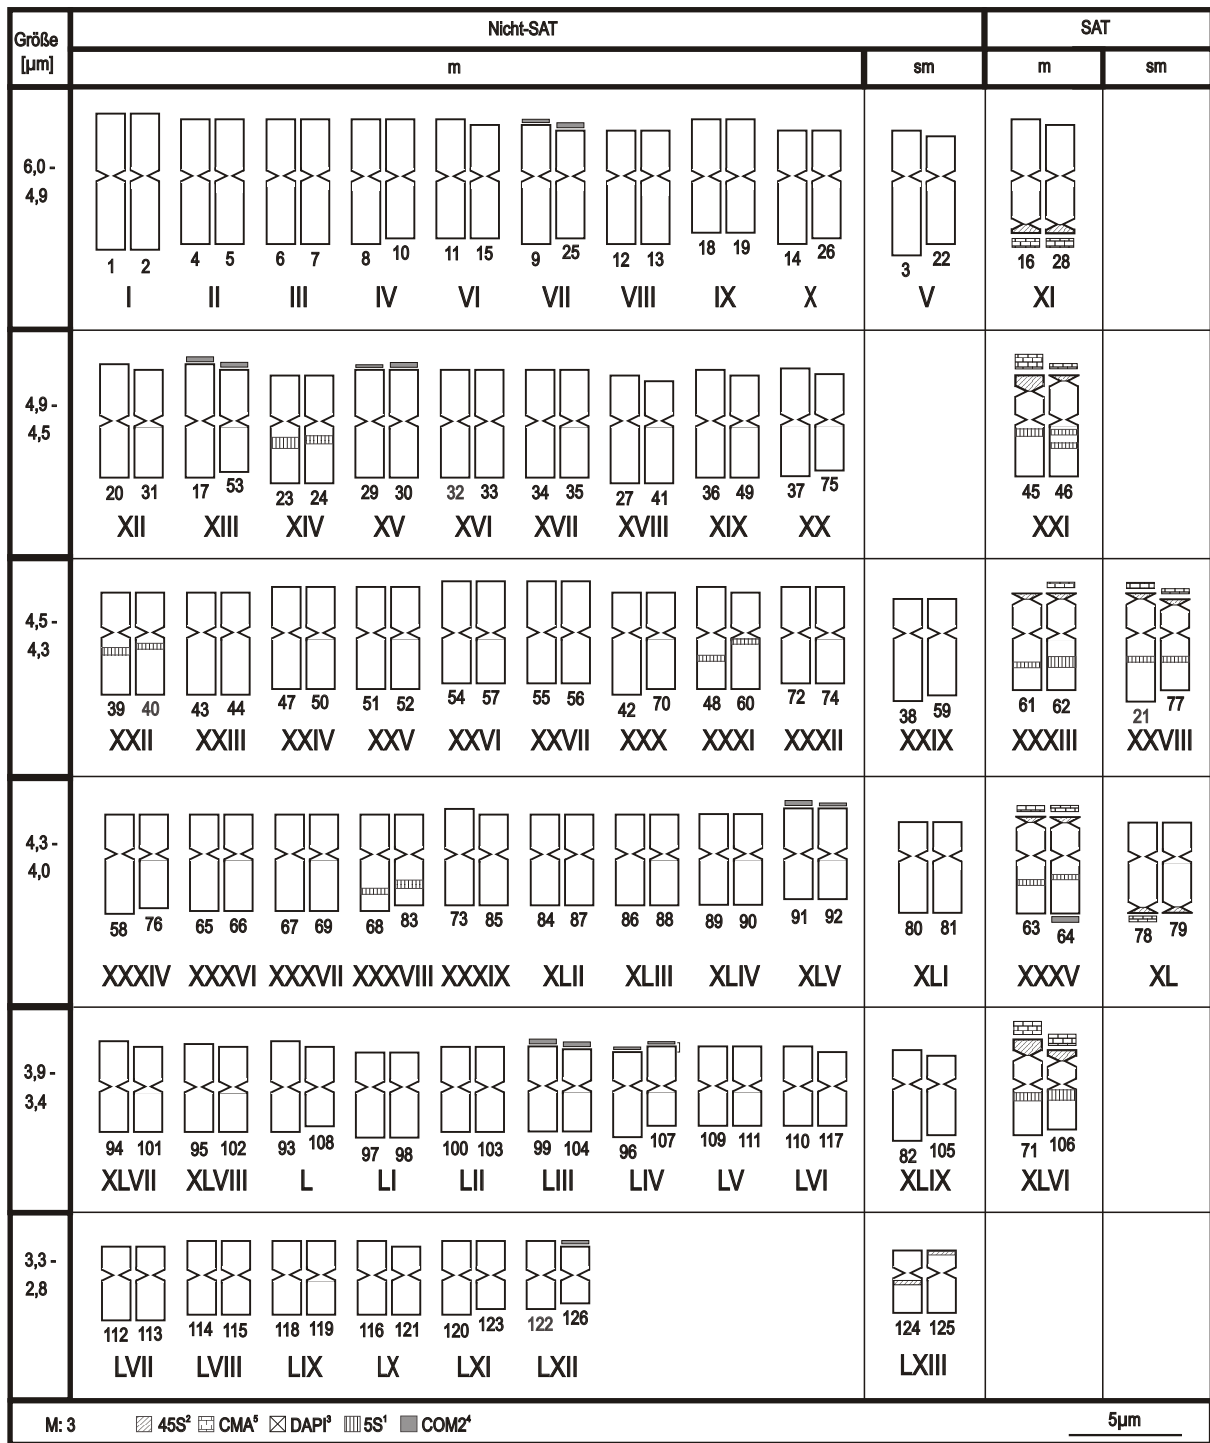 Größe
[µm]
Nicht-SAT
SAT
m
sm
m
sm
6,0 -
4,9
1 2 4 5 6 7 8 10 11 15 9 25 12 13 18 19 14 26 3 22 16 28
I II III IV VI VII VIII IX X V XI
4,9 -
4,5
20 31 17 53 23 24 29 30 32 33 34 35 27 41 36 49 37 75 45 46
XII XIII XIV XV XVI XVII XVIII XIX XX XXI
4,5 -
4,3
39 40 43 44 47 50 51 52 54 57 55 56 42 70 48 60 72 74 38 59 61 62 21 77
XXII XXIII XXIV XXV XXVI XXVII XXX XXXI XXXII XXIX XXXIII XXVIII
4,3 -
4,0
58 76 65 66 67 69 68 83 73 85 84 87 86 88 89 90 91 92 80 81 63 64 78 79
XXXIV XXXVI XXXVII XXXVIII XXXIX XLII XLIII XLIV XLV XLI XXXV XL
3,9 -
3,4
94 101 95 102 93 108 97 98 100 103 99 104 96 107 109 111 110 117 82 105 71 106
XLVII XLVIII L LI LII LIII LIV LV LVI XLIX XLVI
3,3 -
2,8
112 113 114 115 118 119 116 121 120 123 122 126 124 125
LVII LVIII LIX LX LXI LXII LXIII
M: 3 45S² CMA⁵ DAPI³ 5S¹ COM2⁴ 5µm